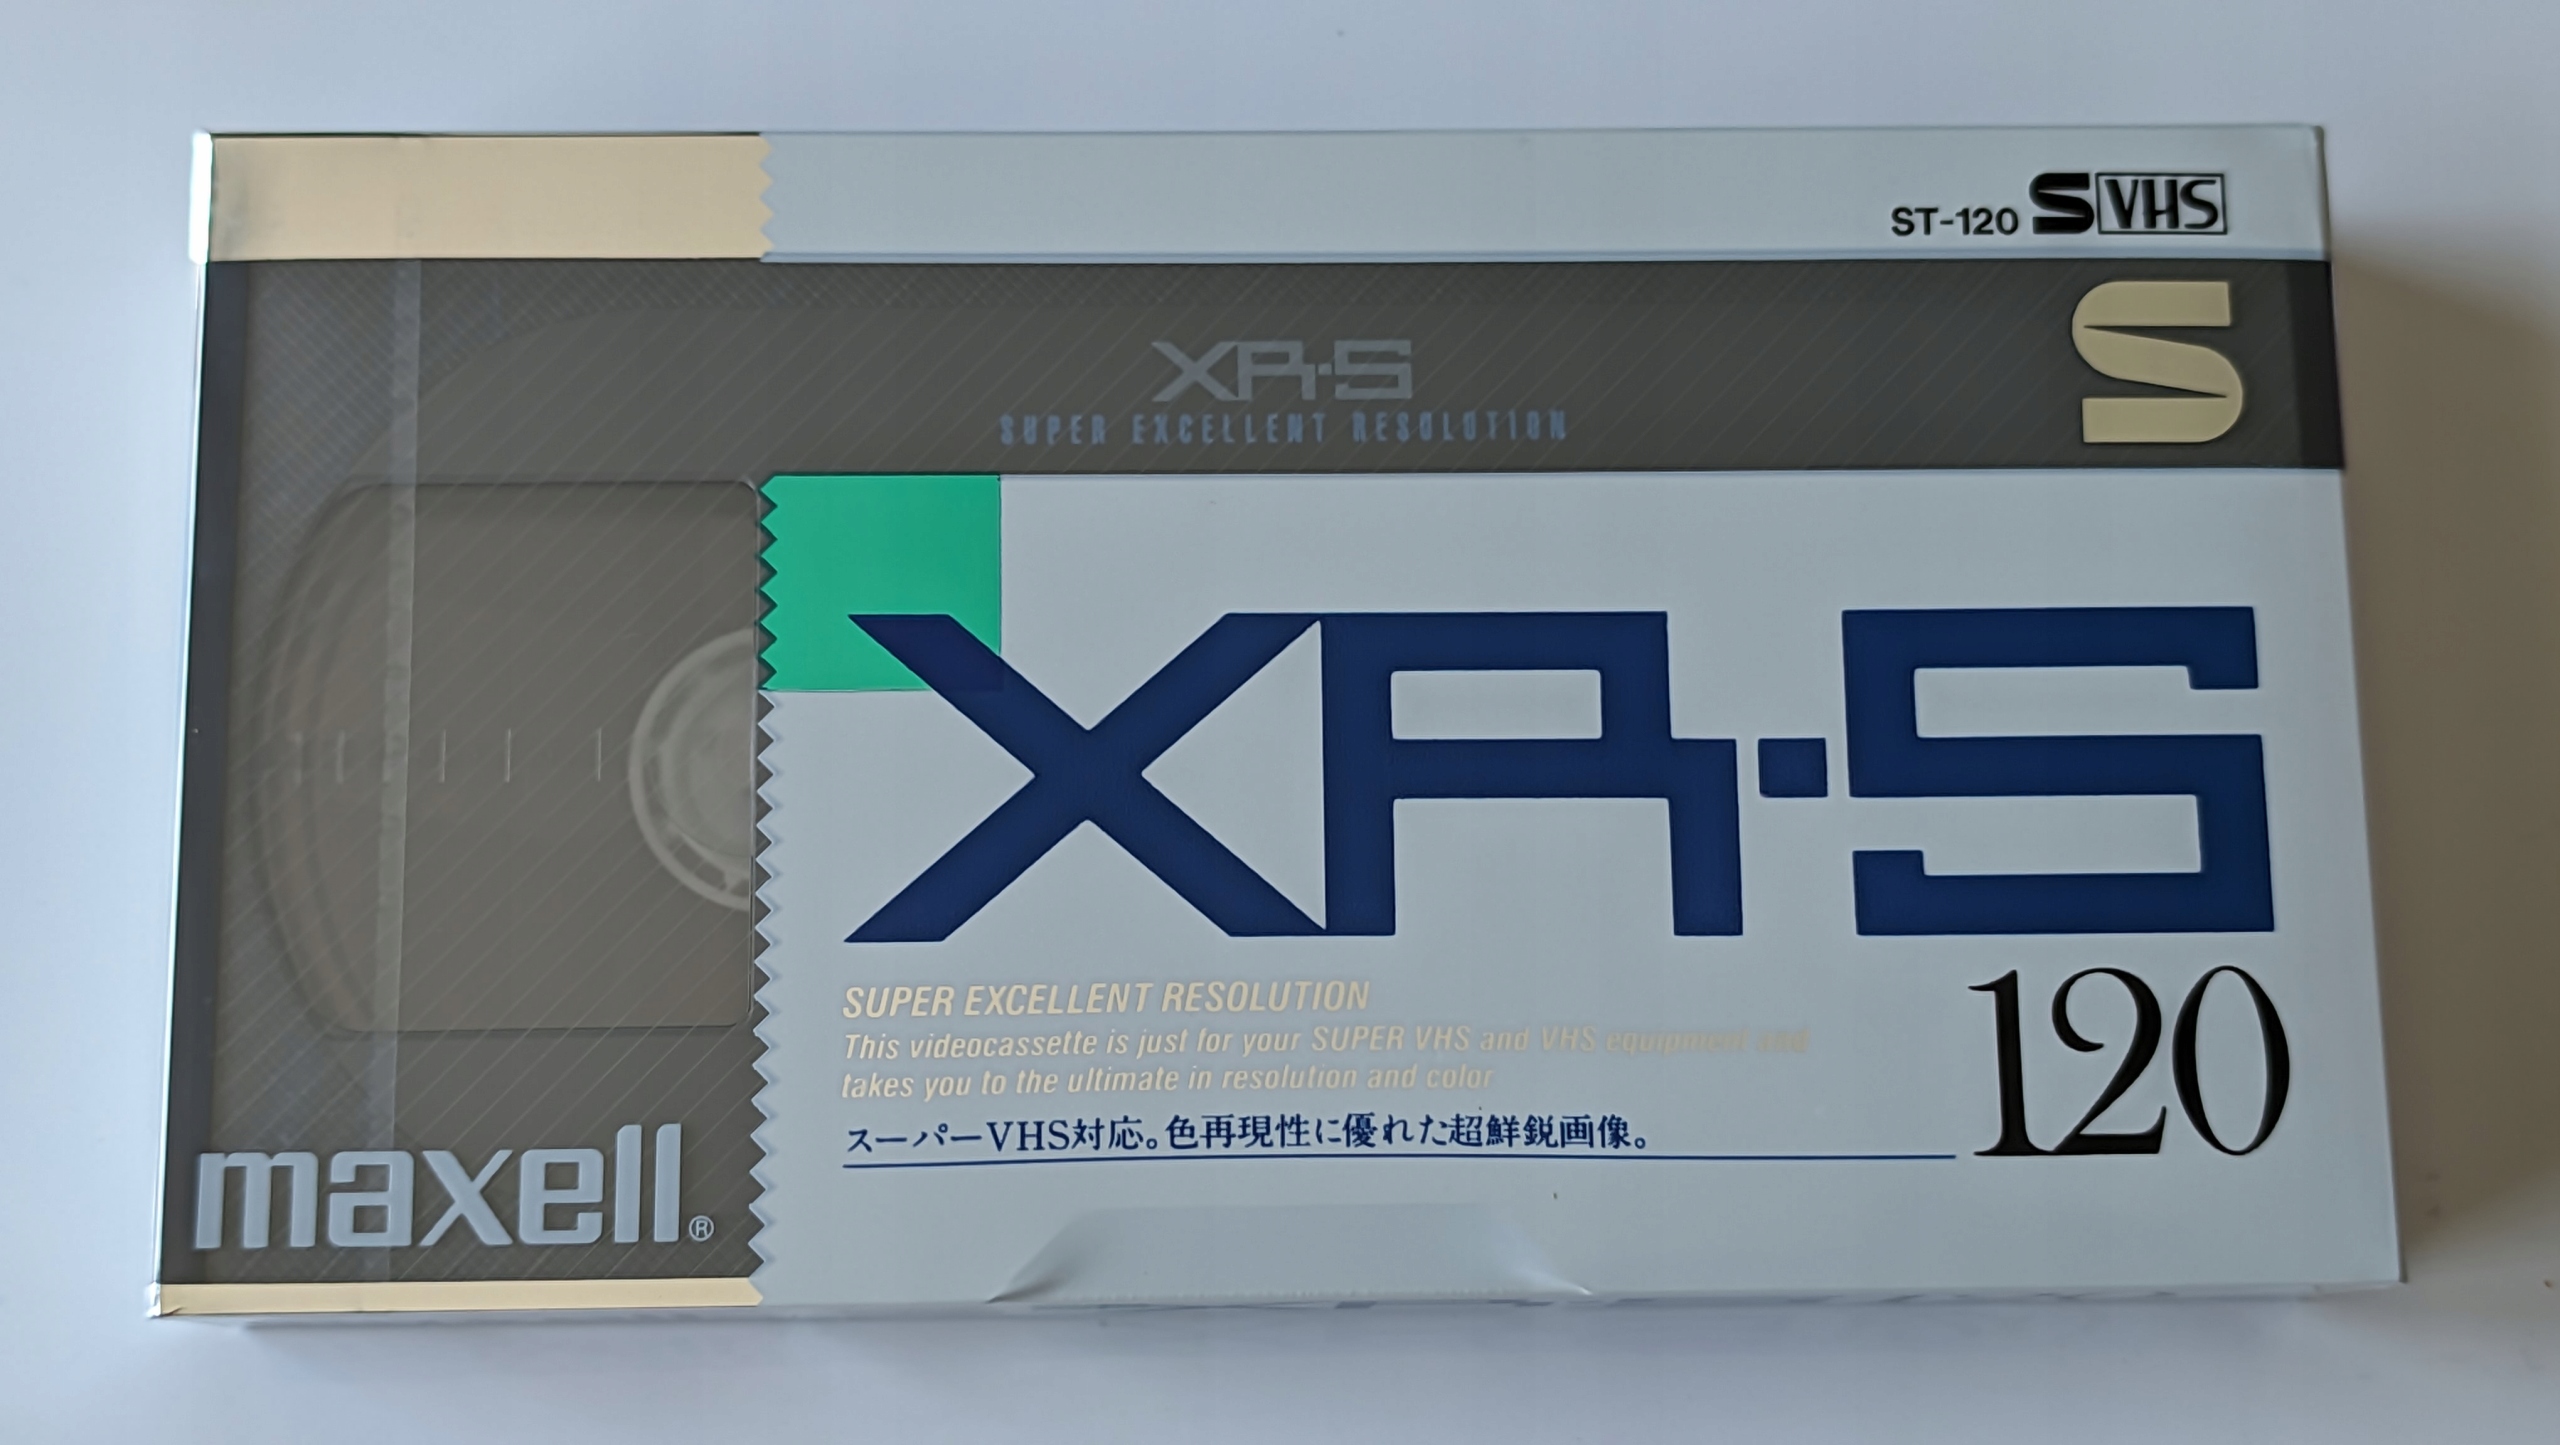 ST-120 S VHS
S
XR·S
SUPER EXCELLENT RESOLUTION
XR·S
120
SUPER EXCELLENT RESOLUTION
This videocassette is just for your SUPER VHS and VHS equipment and
takes you to the ultimate in resolution and color
スーパーVHS対応。色再現性に優れた超鮮鋭画像。
maxell®